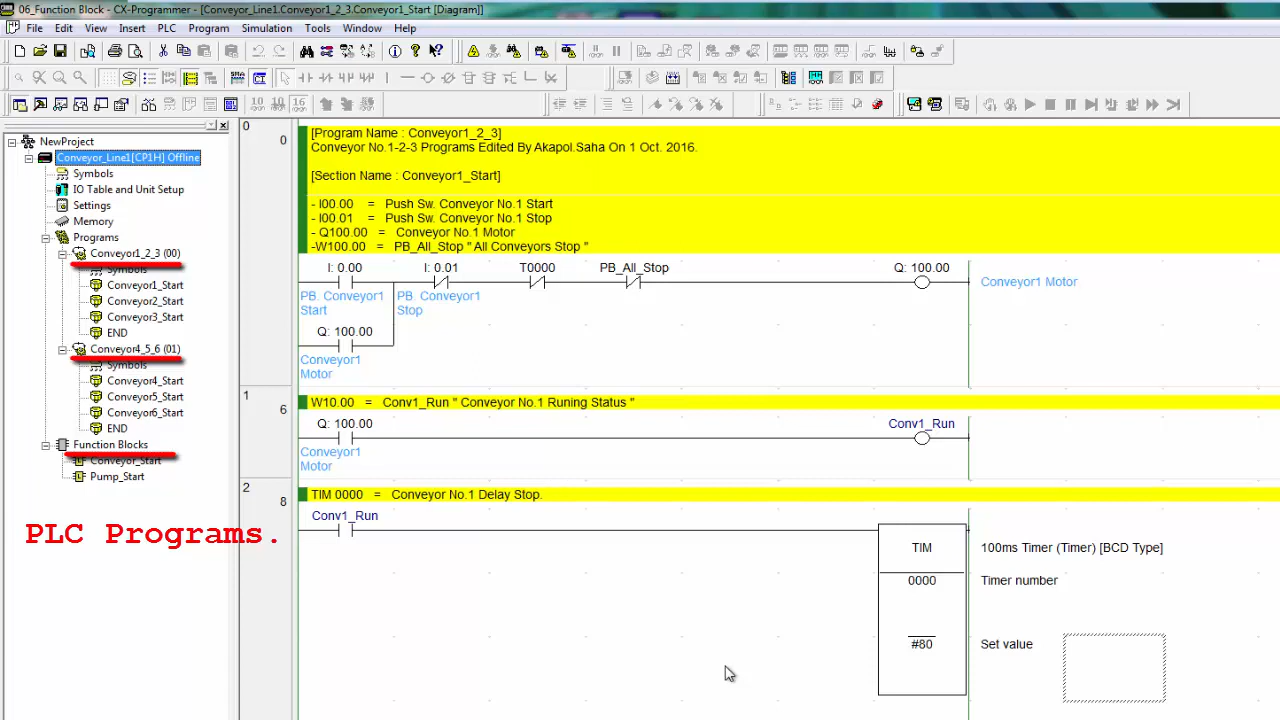 06_Function Block - CX-Programmer - [Conveyor_Line1.Conveyor1_2_3.Conveyor1_Start [Diagram]]
File Edit View Insert PLC Program Simulation Tools Window Help
NewProject
Conveyor_Line1[CP1H] Offline
Symbols
IO Table and Unit Setup
Settings
Memory
Programs
Conveyor1_2_3 (00)
Symbols
Conveyor1_Start
Conveyor2_Start
Conveyor3_Start
END
Conveyor4_5_6 (01)
Symbols
Conveyor4_Start
Conveyor5_Start
Conveyor6_Start
END
Function Blocks
Conveyor_Start
Pump_Start
PLC Programs.
0
0
[Program Name : Conveyor1_2_3]
Conveyor No.1-2-3 Programs Edited By Akapol.Saha On 1 Oct. 2016.
[Section Name : Conveyor1_Start]
- I00.00 = Push Sw. Conveyor No.1 Start
- I00.01 = Push Sw. Conveyor No.1 Stop
- Q100.00 = Conveyor No.1 Motor
-W100.00 = PB_All_Stop " All Conveyors Stop "
I: 0.00 I: 0.01 T0000 PB_All_Stop Q: 100.00
Conveyor1 Motor
PB. Conveyor1 PB. Conveyor1
Start Stop
Q: 100.00
Conveyor1
Motor
1
6
W10.00 = Conv1_Run " Conveyor No.1 Runing Status "
Q: 100.00 Conv1_Run
Conveyor1
Motor
2
8
TIM 0000 = Conveyor No.1 Delay Stop.
Conv1_Run
TIM 100ms Timer (Timer) [BCD Type]
0000 Timer number
#80 Set value